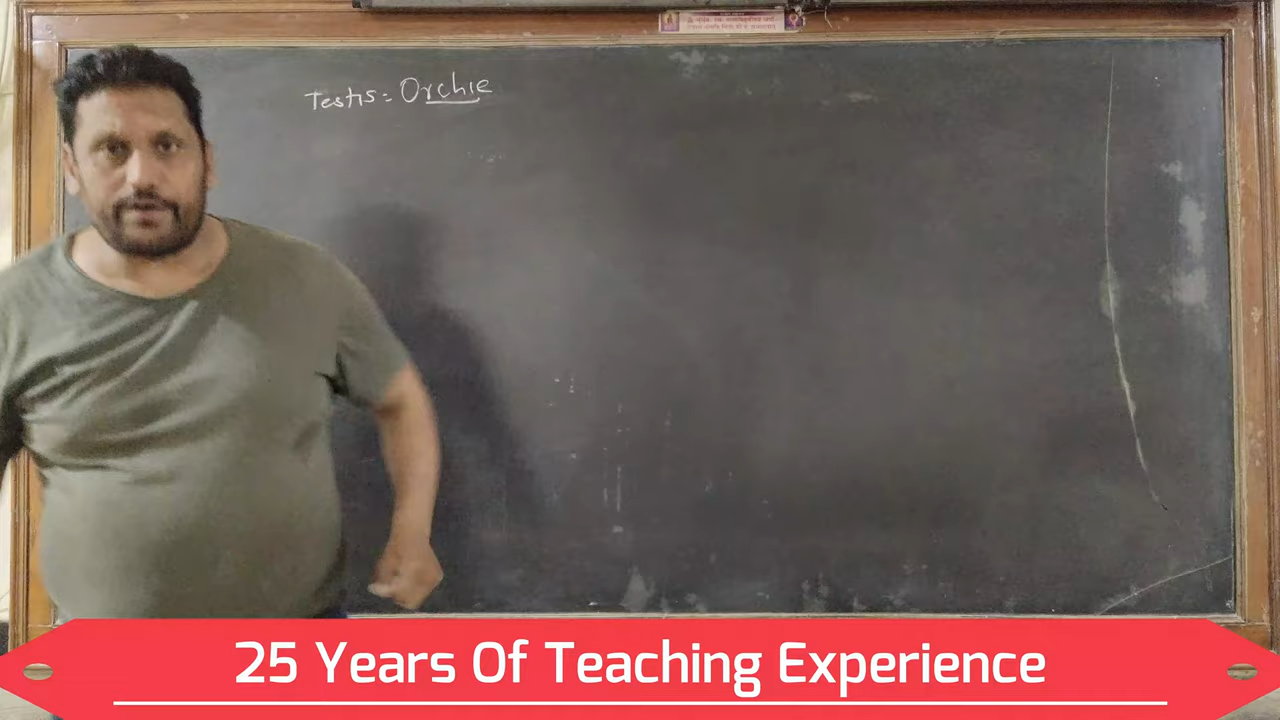 Testis = Orchie
25 Years Of Teaching Experience